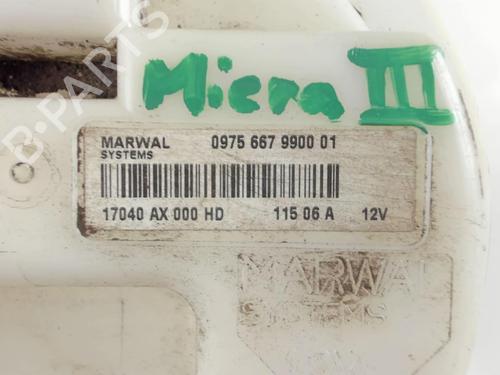 B-PARTS
Micra III
MARWAL 0975 667 9900 01
SYSTEMS
17040 AX 000 HD 115 06 A 12V
MARWAL
SYSTEMS